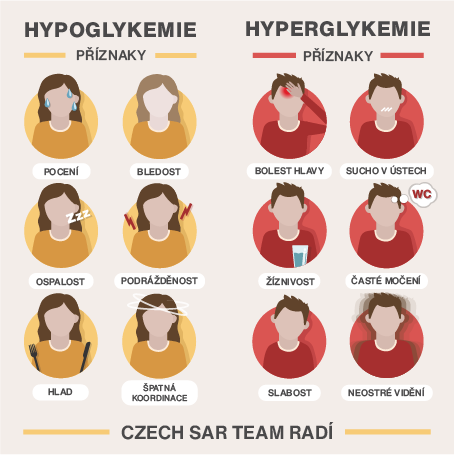 HYPOGLYKEMIE
PŘÍZNAKY
POCENÍ
BLEDOST
Zzz
OSPALOST
PODRÁŽDĚNOST
HLAD
ŠPATNÁ
KOORDINACE
HYPERGLYKEMIE
PŘÍZNAKY
BOLEST HLAVY
SUCHO V ÚSTECH
WC
ŽÍZNIVOST
ČASTÉ MOČENÍ
SLABOST
NEOSTRÉ VIDĚNÍ
CZECH SAR TEAM RADÍ